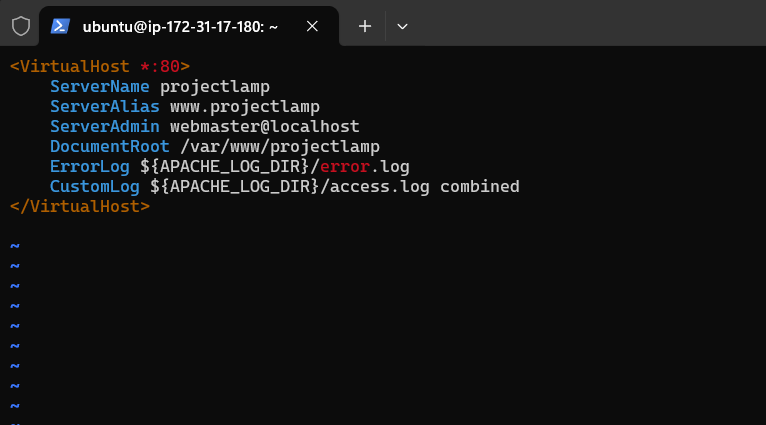 ubuntu@ip-172-31-17-180: ~
<VirtualHost *:80>
    ServerName projectlamp
    ServerAlias www.projectlamp
    ServerAdmin webmaster@localhost
    DocumentRoot /var/www/projectlamp
    ErrorLog ${APACHE_LOG_DIR}/error.log
    CustomLog ${APACHE_LOG_DIR}/access.log combined
</VirtualHost>
~
~
~
~
~
~
~
~
~
~